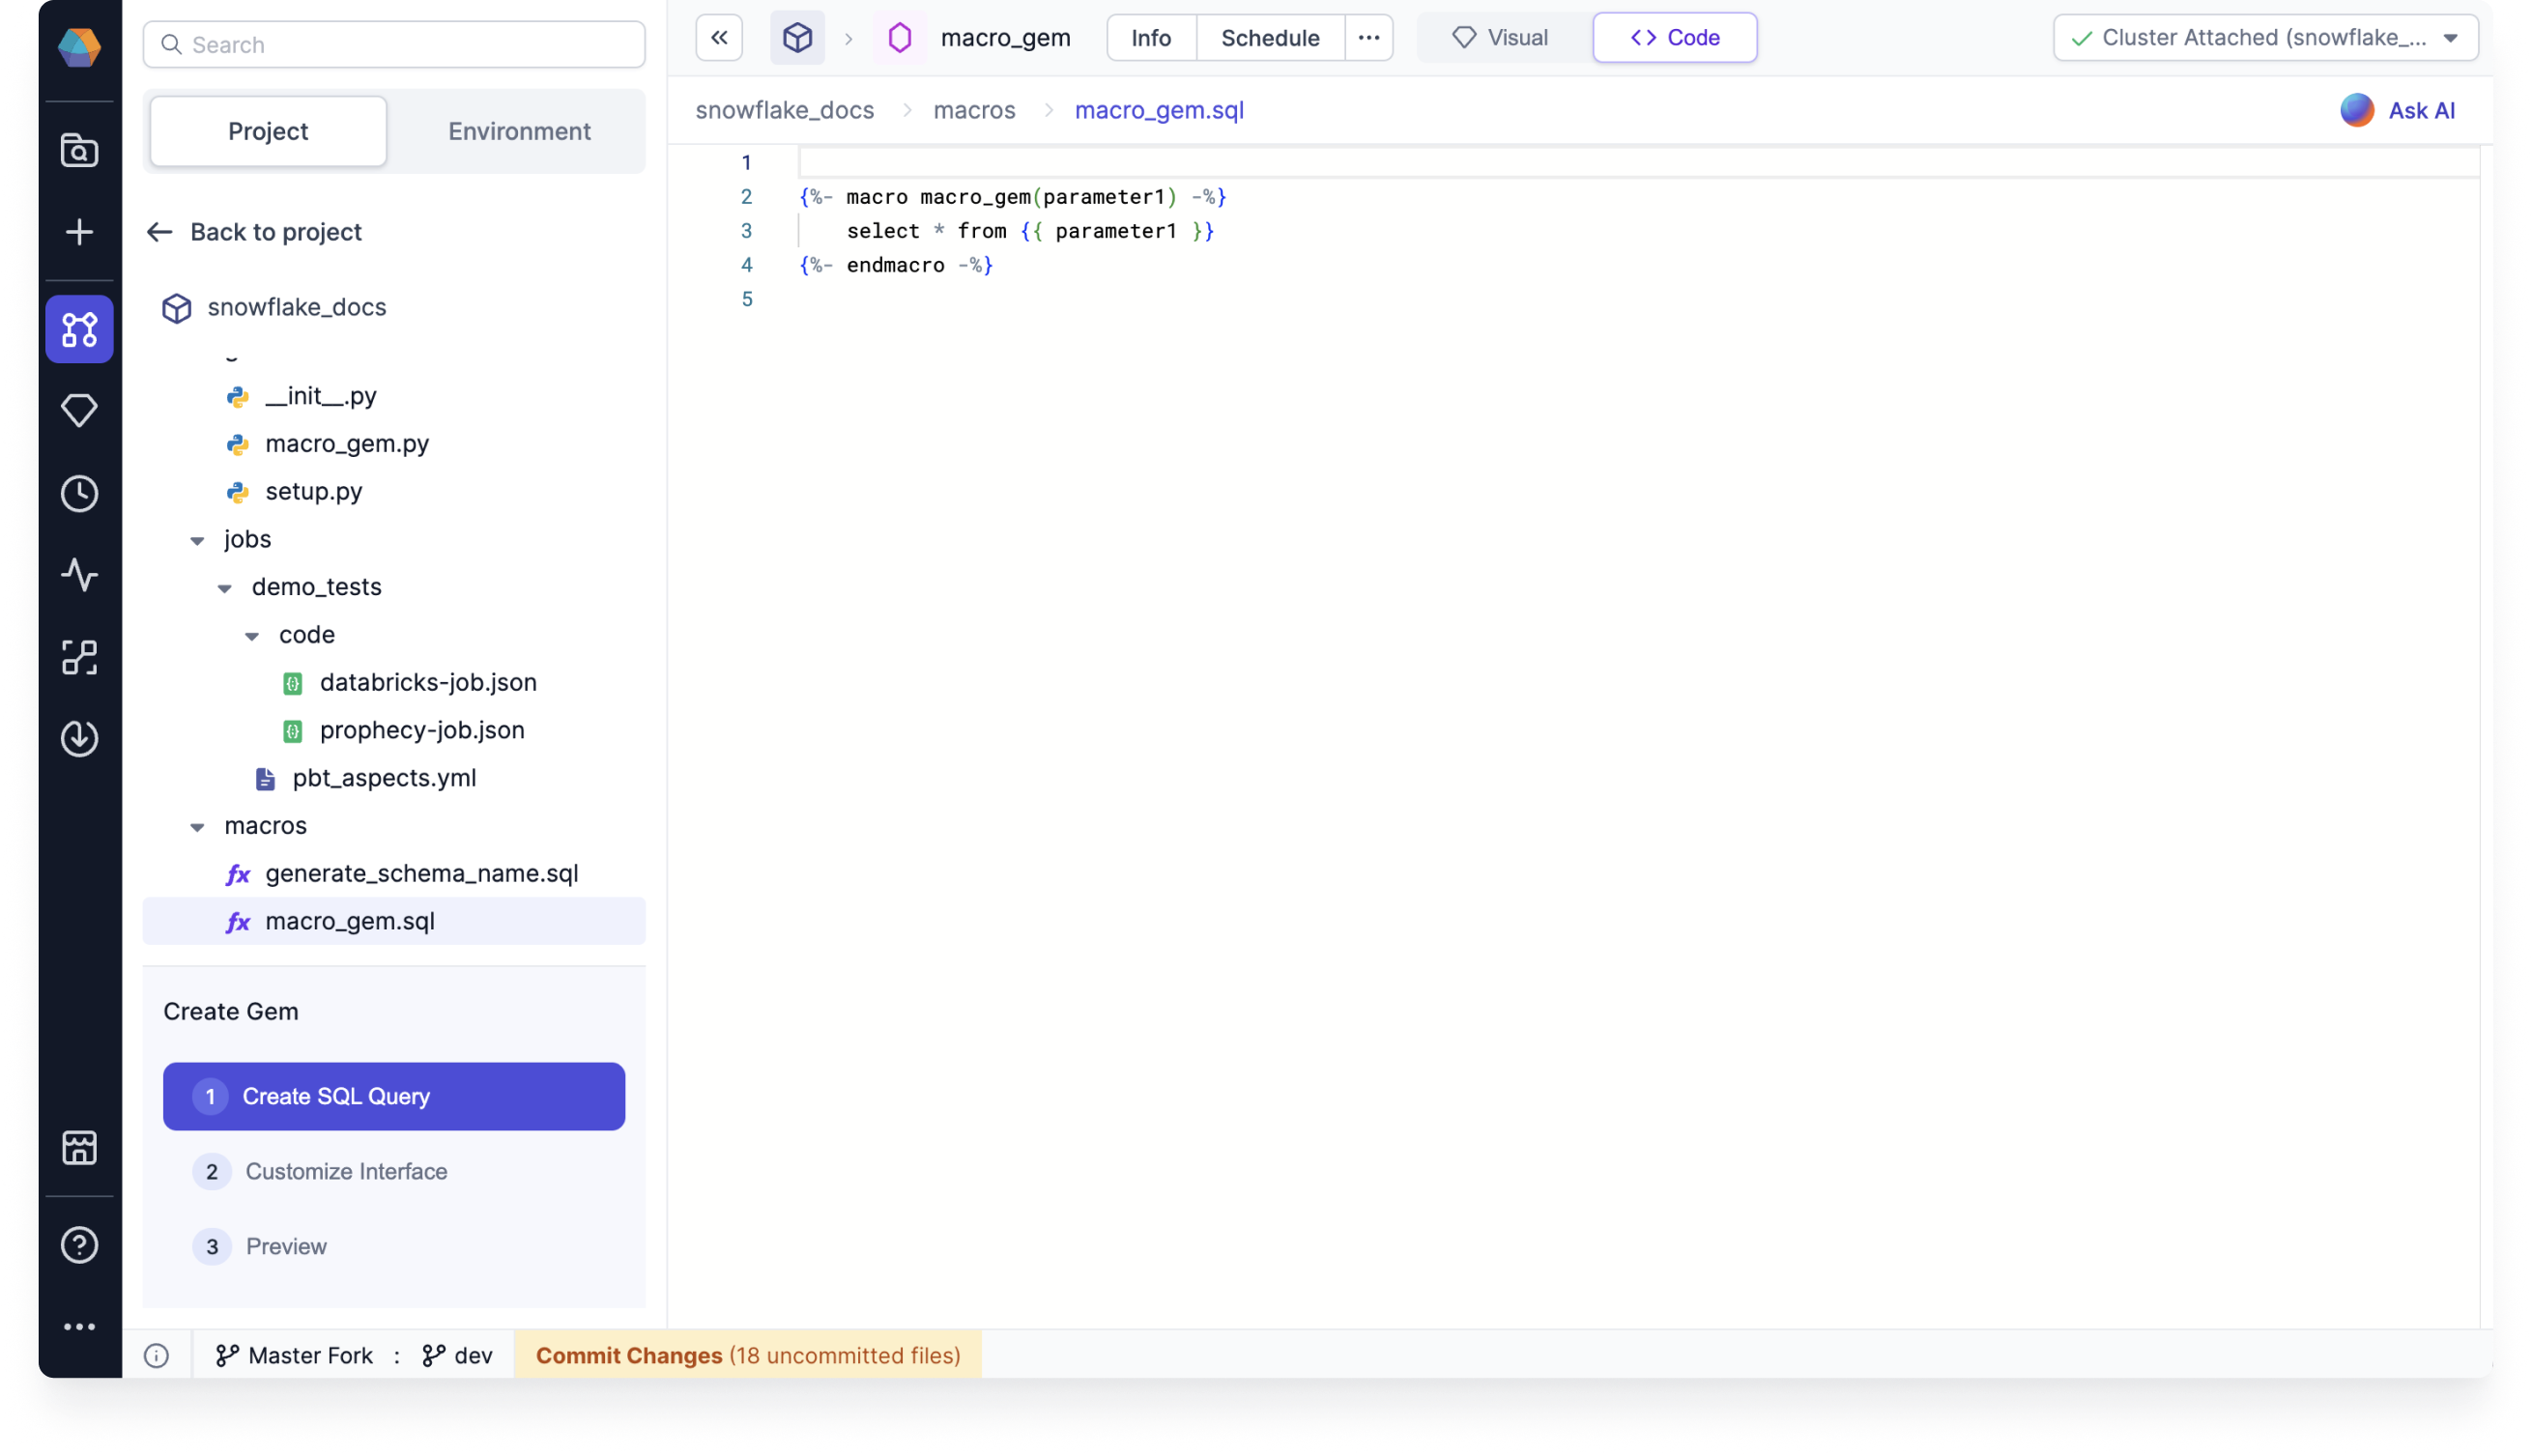 Search
Project
Environment
Back to project
snowflake_docs
__init__.py
macro_gem.py
setup.py
jobs
demo_tests
code
databricks-job.json
prophecy-job.json
pbt_aspects.yml
macros
generate_schema_name.sql
macro_gem.sql
Create Gem
1 Create SQL Query
2 Customize Interface
3 Preview
macro_gem
Info
Schedule
...
Visual
Code
Cluster Attached (snowflake_...
snowflake_docs > macros > macro_gem.sql
Ask AI
1
2 {%- macro macro_gem(parameter1) -%}
3 select * from {{ parameter1 }}
4 {%- endmacro -%}
5
Master Fork : dev
Commit Changes (18 uncommitted files)